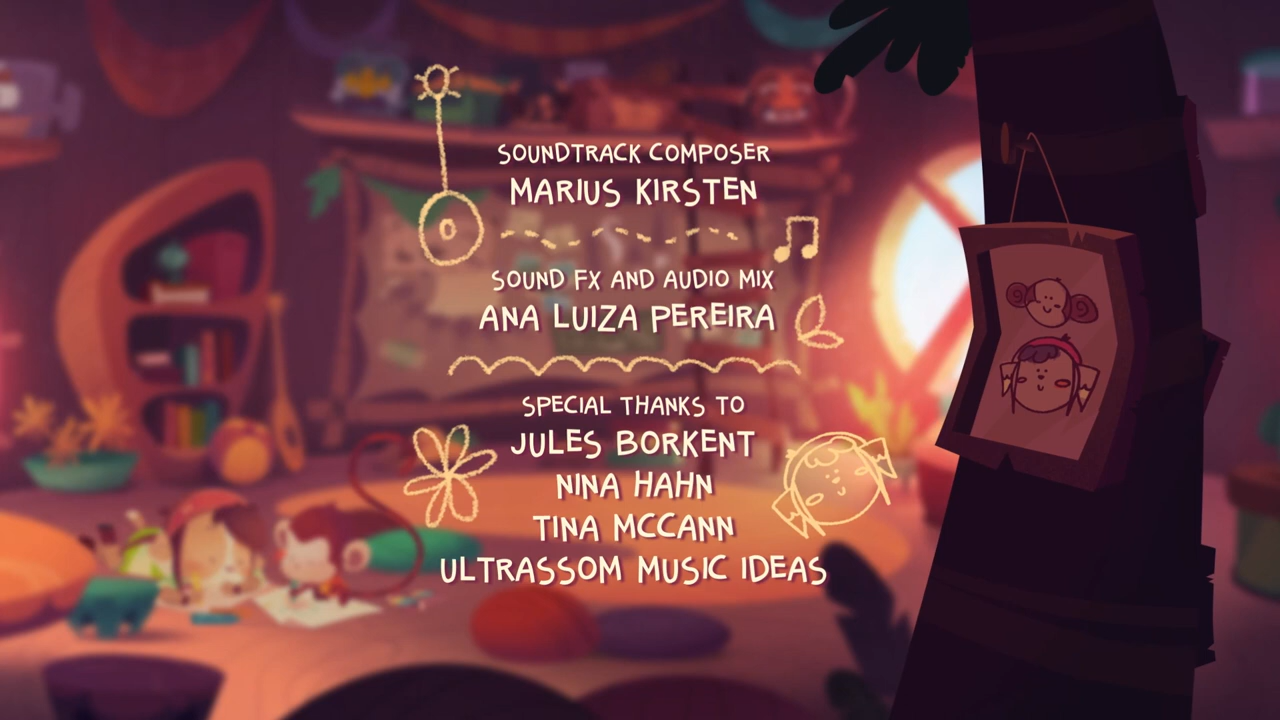 SOUNDTRACK COMPOSER
MARIUS KIRSTEN
SOUND FX AND AUDIO MIX
ANA LUIZA PEREIRA
SPECIAL THANKS TO
JULES BORKENT
NINA HAHN
TINA MCCANN
ULTRASSOM MUSIC IDEAS